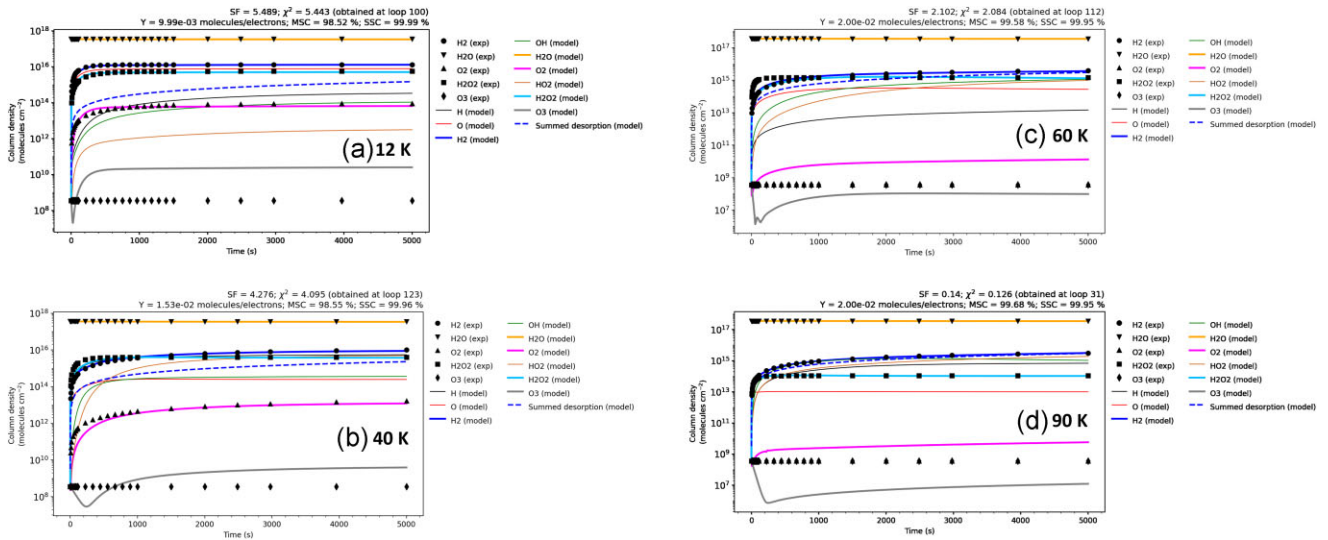 SF = 5.489; χ² = 5.443 (obtained at loop 100)
Y = 9.99e-03 molecules/electrons; MSC = 98.52 %; SSC = 99.99 %
10¹⁸
10¹⁶
10¹⁴
10¹²
10¹⁰
10⁸
Column density
(molecules cm⁻²)
(a) 12 K
0 1000 2000 3000 4000 5000
Time (s)
H2 (exp)
H2O (exp)
O2 (exp)
H2O2 (exp)
O3 (exp)
H (model)
O (model)
H2 (model)
OH (model)
H2O (model)
O2 (model)
HO2 (model)
H2O2 (model)
O3 (model)
Summed desorption (model)
SF = 2.102; χ² = 2.084 (obtained at loop 112)
Y = 2.00e-02 molecules/electrons; MSC = 99.58 %; SSC = 99.95 %
10¹⁷
10¹⁵
10¹³
10¹¹
10⁹
10⁷
Column density
(molecules cm⁻²)
(c) 60 K
0 1000 2000 3000 4000 5000
Time (s)
H2 (exp)
H2O (exp)
O2 (exp)
H2O2 (exp)
O3 (exp)
H (model)
O (model)
H2 (model)
OH (model)
H2O (model)
O2 (model)
HO2 (model)
H2O2 (model)
O3 (model)
Summed desorption (model)
SF = 4.276; χ² = 4.095 (obtained at loop 123)
Y = 1.53e-02 molecules/electrons; MSC = 98.55 %; SSC = 99.96 %
10¹⁸
10¹⁶
10¹⁴
10¹²
10¹⁰
10⁸
Column density
(molecules cm⁻²)
(b) 40 K
0 1000 2000 3000 4000 5000
Time (s)
H2 (exp)
H2O (exp)
O2 (exp)
H2O2 (exp)
O3 (exp)
H (model)
O (model)
H2 (model)
OH (model)
H2O (model)
O2 (model)
HO2 (model)
H2O2 (model)
O3 (model)
Summed desorption (model)
SF = 0.14; χ² = 0.126 (obtained at loop 31)
Y = 2.00e-02 molecules/electrons; MSC = 99.68 %; SSC = 99.95 %
10¹⁷
10¹⁵
10¹³
10¹¹
10⁹
10⁷
Column density
(molecules cm⁻²)
(d) 90 K
0 1000 2000 3000 4000 5000
Time (s)
H2 (exp)
H2O (exp)
O2 (exp)
H2O2 (exp)
O3 (exp)
H (model)
O (model)
H2 (model)
OH (model)
H2O (model)
O2 (model)
HO2 (model)
H2O2 (model)
O3 (model)
Summed desorption (model)